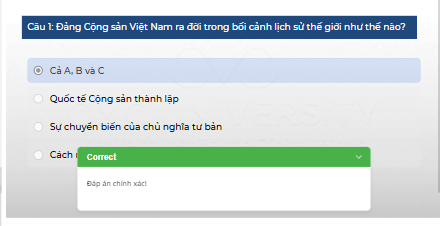 Câu 1: Đảng Cộng sản Việt Nam ra đời trong bối cảnh lịch sử thế giới như thế nào?
Cả A, B và C
Quốc tế Cộng sản thành lập
Sự chuyển biến của chủ nghĩa tư bản
Cách
Correct
Đáp án chính xác!